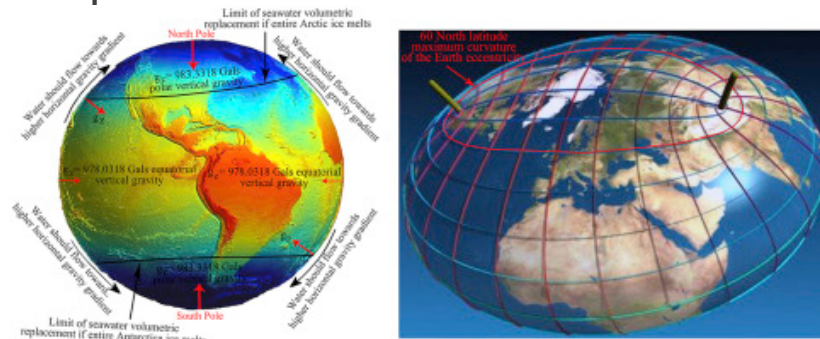 Limit of seawater volumetric
replacement if entire Arctic ice melts
North Pole
Water should flow towards
higher horizontal gravity gradient
Water should flow towards
higher horizontal gravity gradient
= 983.3318 Gals
polar vertical gravity
= 978.0318 Gals equatorial
vertical gravity
= 978.0318 Gals equatorial
vertical gravity
Water should flow towards
higher horizontal gravity gradient
Water should flow towards
higher horizontal gravity gradient
South Pole
Limit of seawater volumetric
replacement if entire Antarctica ice melts
60 North latitude
maximum curvature
of the Earth eccentricity